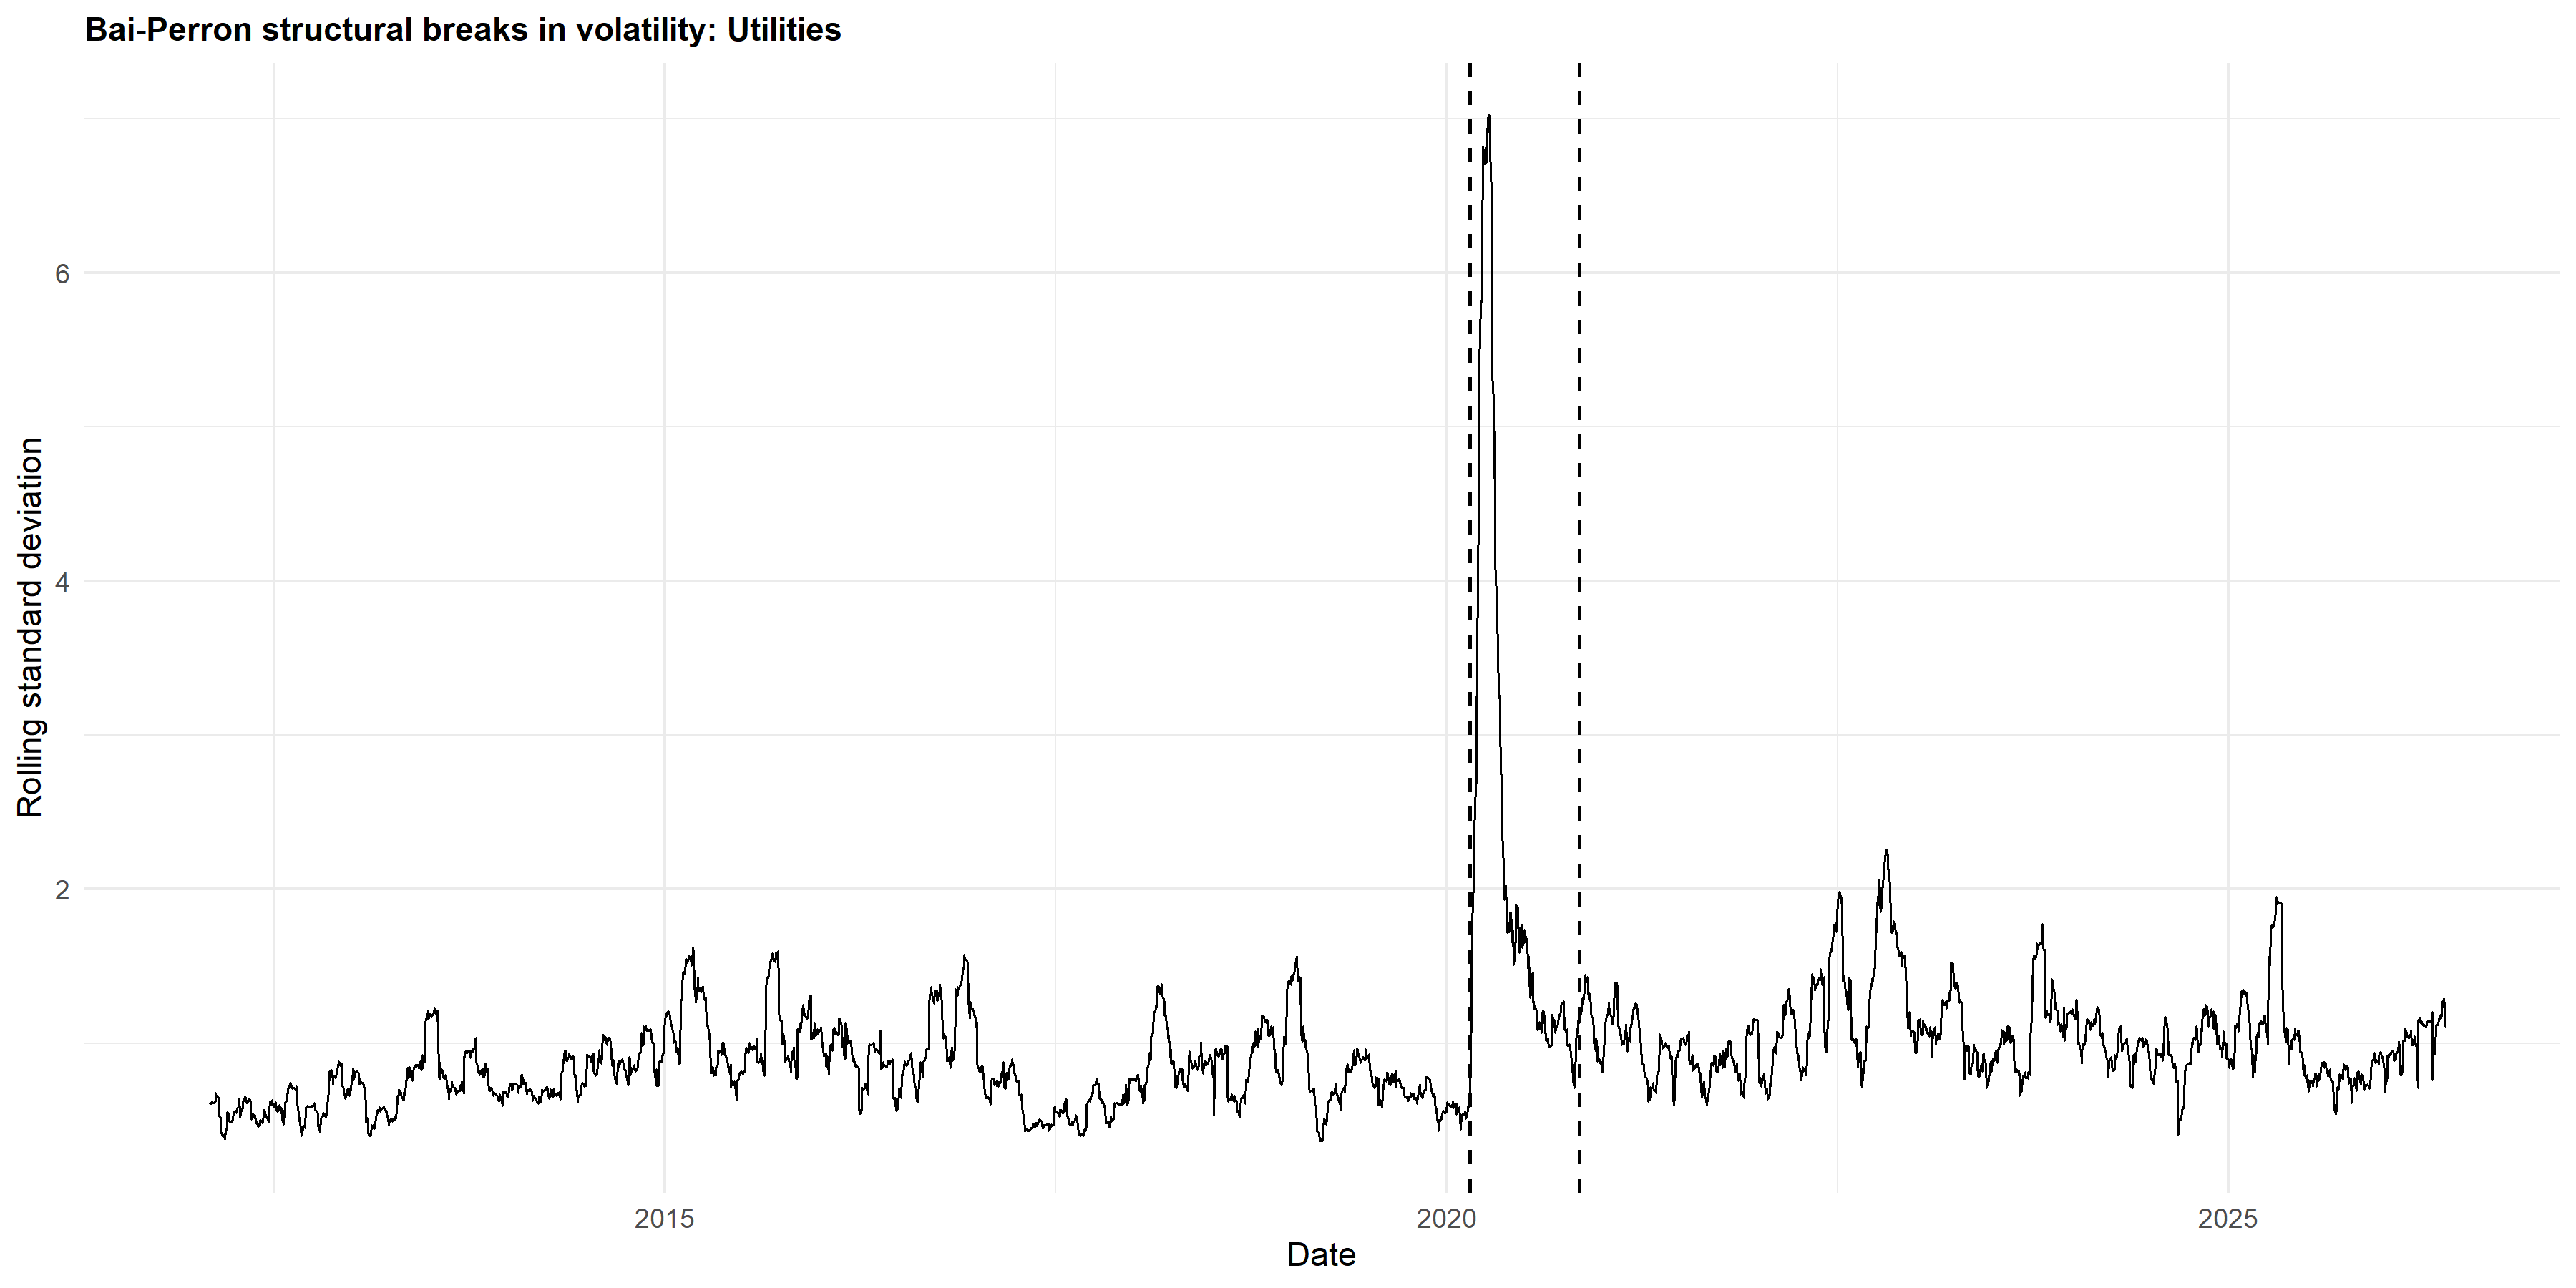 Bai-Perron structural breaks in volatility: Utilities
Rolling standard deviation
6
4
2
2015
2020
2025
Date